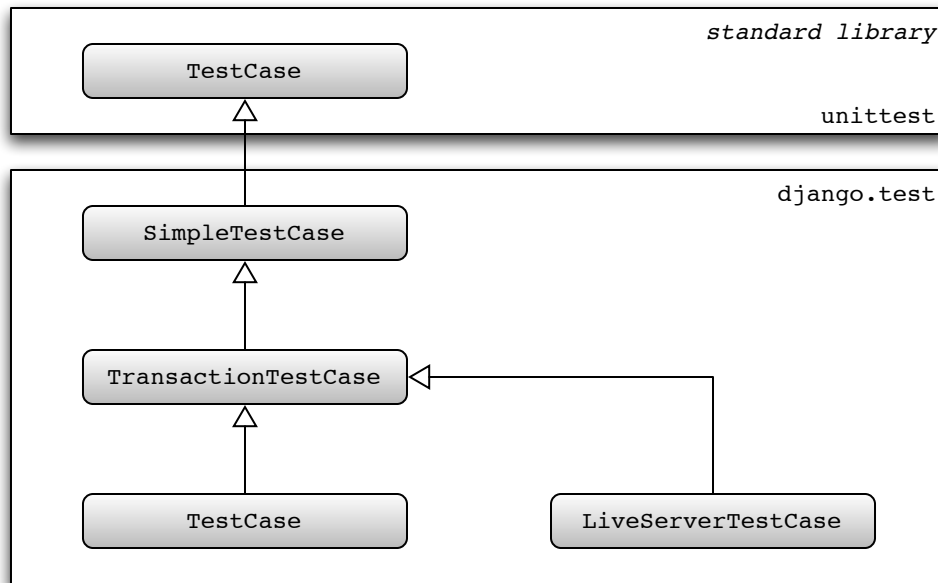 standard library
TestCase
unittest
django.test
SimpleTestCase
TransactionTestCase
TestCase
LiveServerTestCase